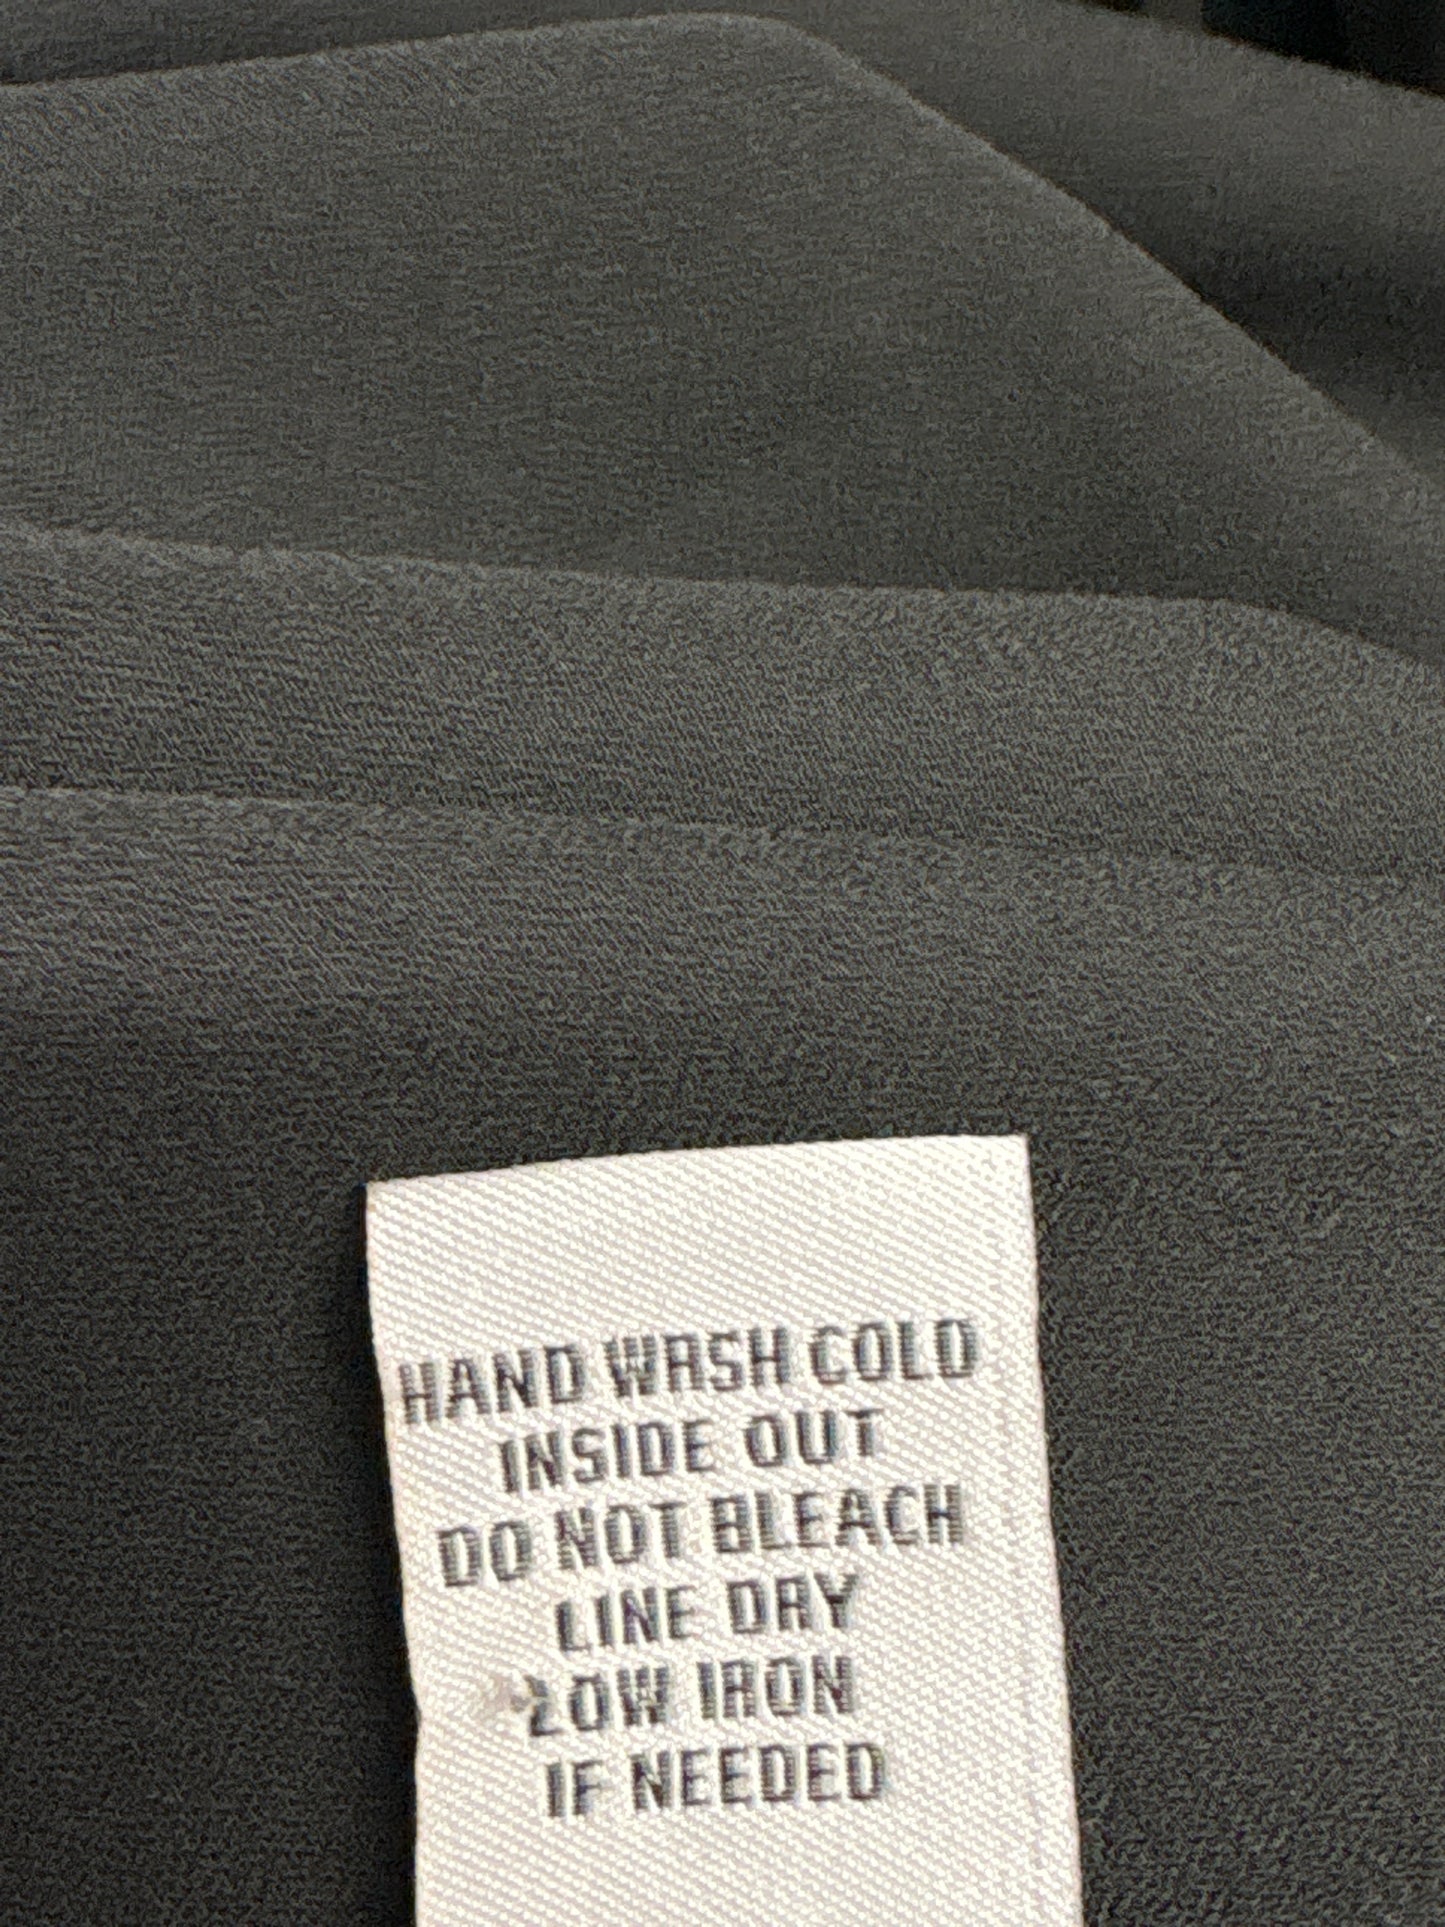 HAND WASH COLD
INSIDE OUT
DO NOT BLEACH
LINE DRY
LOW IRON
IF NEEDED